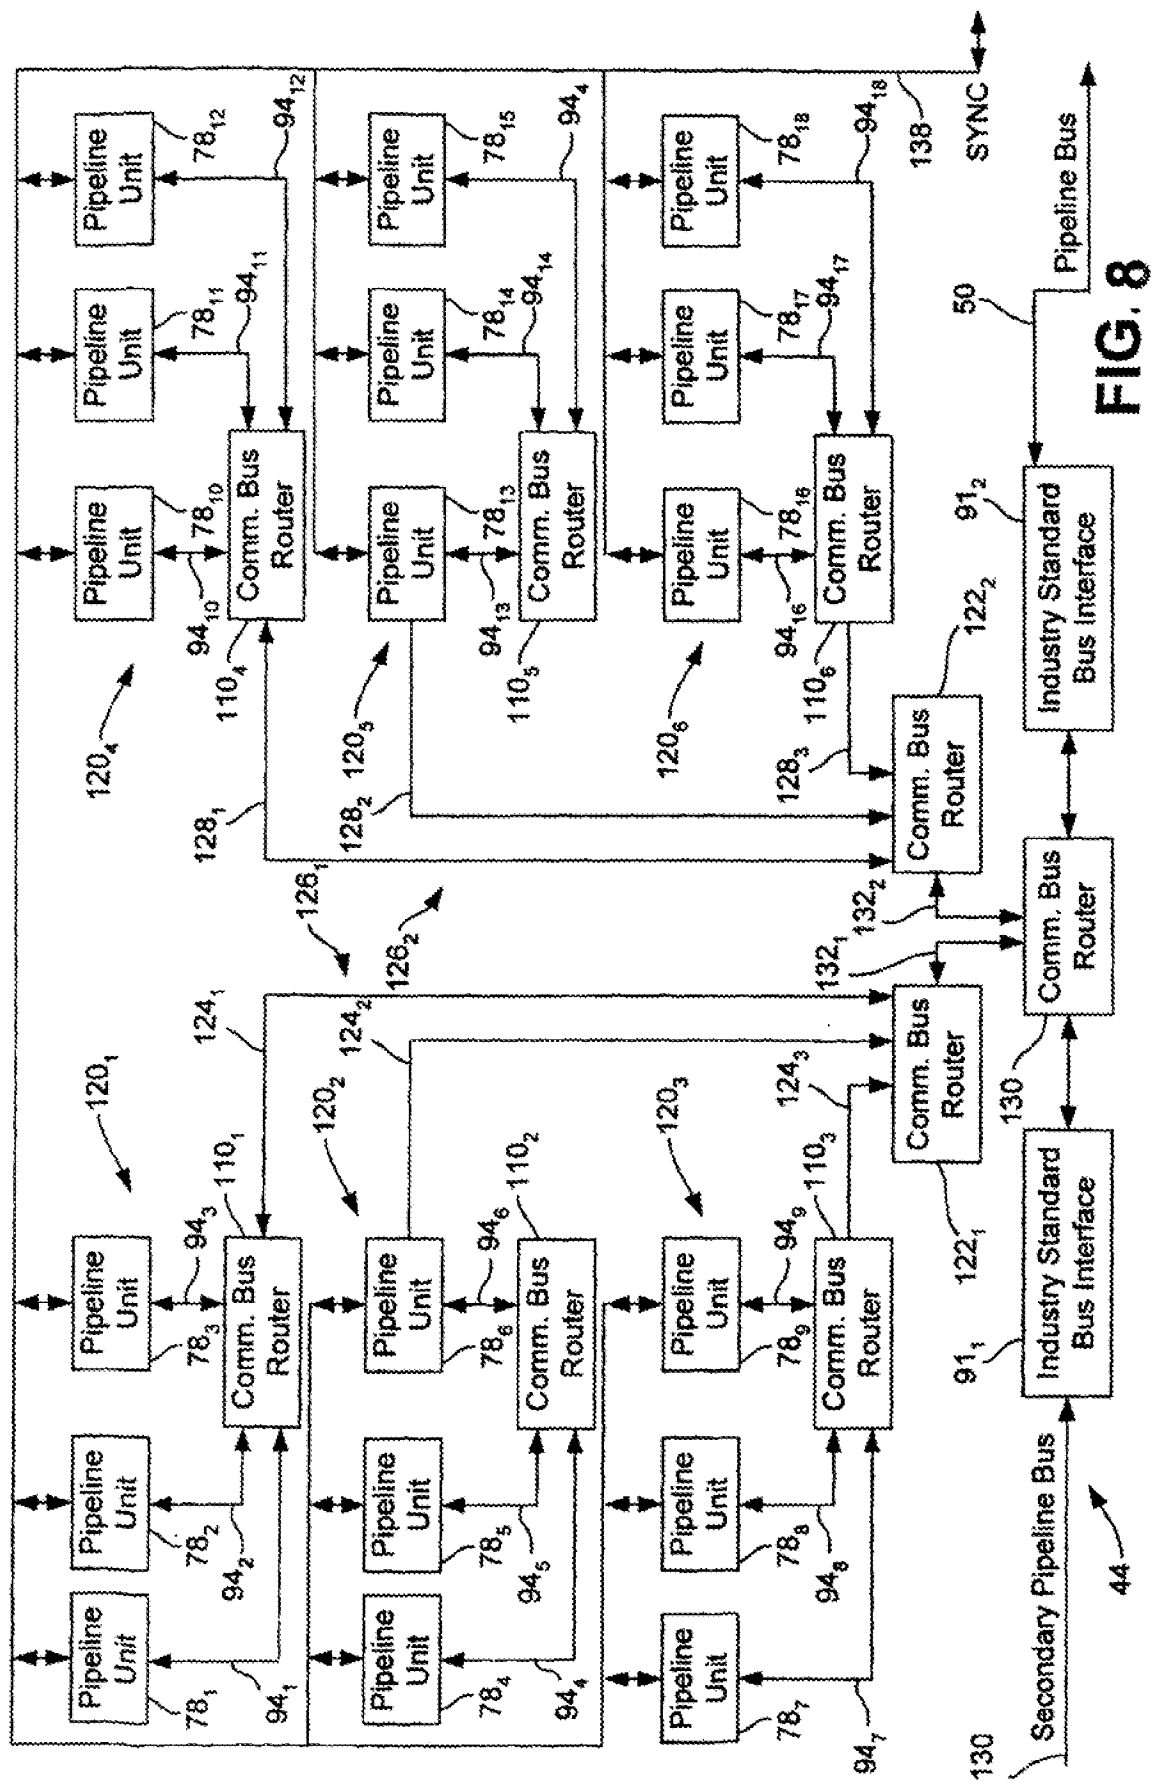 Pipeline Unit
78₁
94₁
Pipeline Unit
78₂
94₂
Pipeline Unit
78₃
94₃
Comm. Bus Router
110₁
120₁
124₁
128₁
120₄
Pipeline Unit
78₁₀
94₁₀
Comm. Bus Router
110₄
Pipeline Unit
78₁₁
94₁₁
Pipeline Unit
78₁₂
94₁₂
Pipeline Unit
78₄
94₄
Pipeline Unit
78₅
94₅
Pipeline Unit
78₆
94₆
Comm. Bus Router
110₂
120₂
124₂
126₁
126₂
128₂
120₅
Pipeline Unit
78₁₃
94₁₃
Comm. Bus Router
110₅
Pipeline Unit
78₁₄
94₁₄
Pipeline Unit
78₁₅
94₄
Pipeline Unit
78₇
94₇
Pipeline Unit
78₈
94₈
Pipeline Unit
78₉
94₉
Comm. Bus Router
110₃
120₃
124₃
128₃
120₆
Pipeline Unit
78₁₆
94₁₆
Comm. Bus Router
110₆
Pipeline Unit
78₁₇
94₁₇
Pipeline Unit
78₁₈
94₁₈
138
SYNC
Comm. Bus Router
122₁
132₁
132₂
Comm. Bus Router
122₂
130
Secondary Pipeline Bus
44
91₁
Industry Standard Bus Interface
130
Comm. Bus Router
Industry Standard Bus Interface
91₂
50
Pipeline Bus
FIG. 8